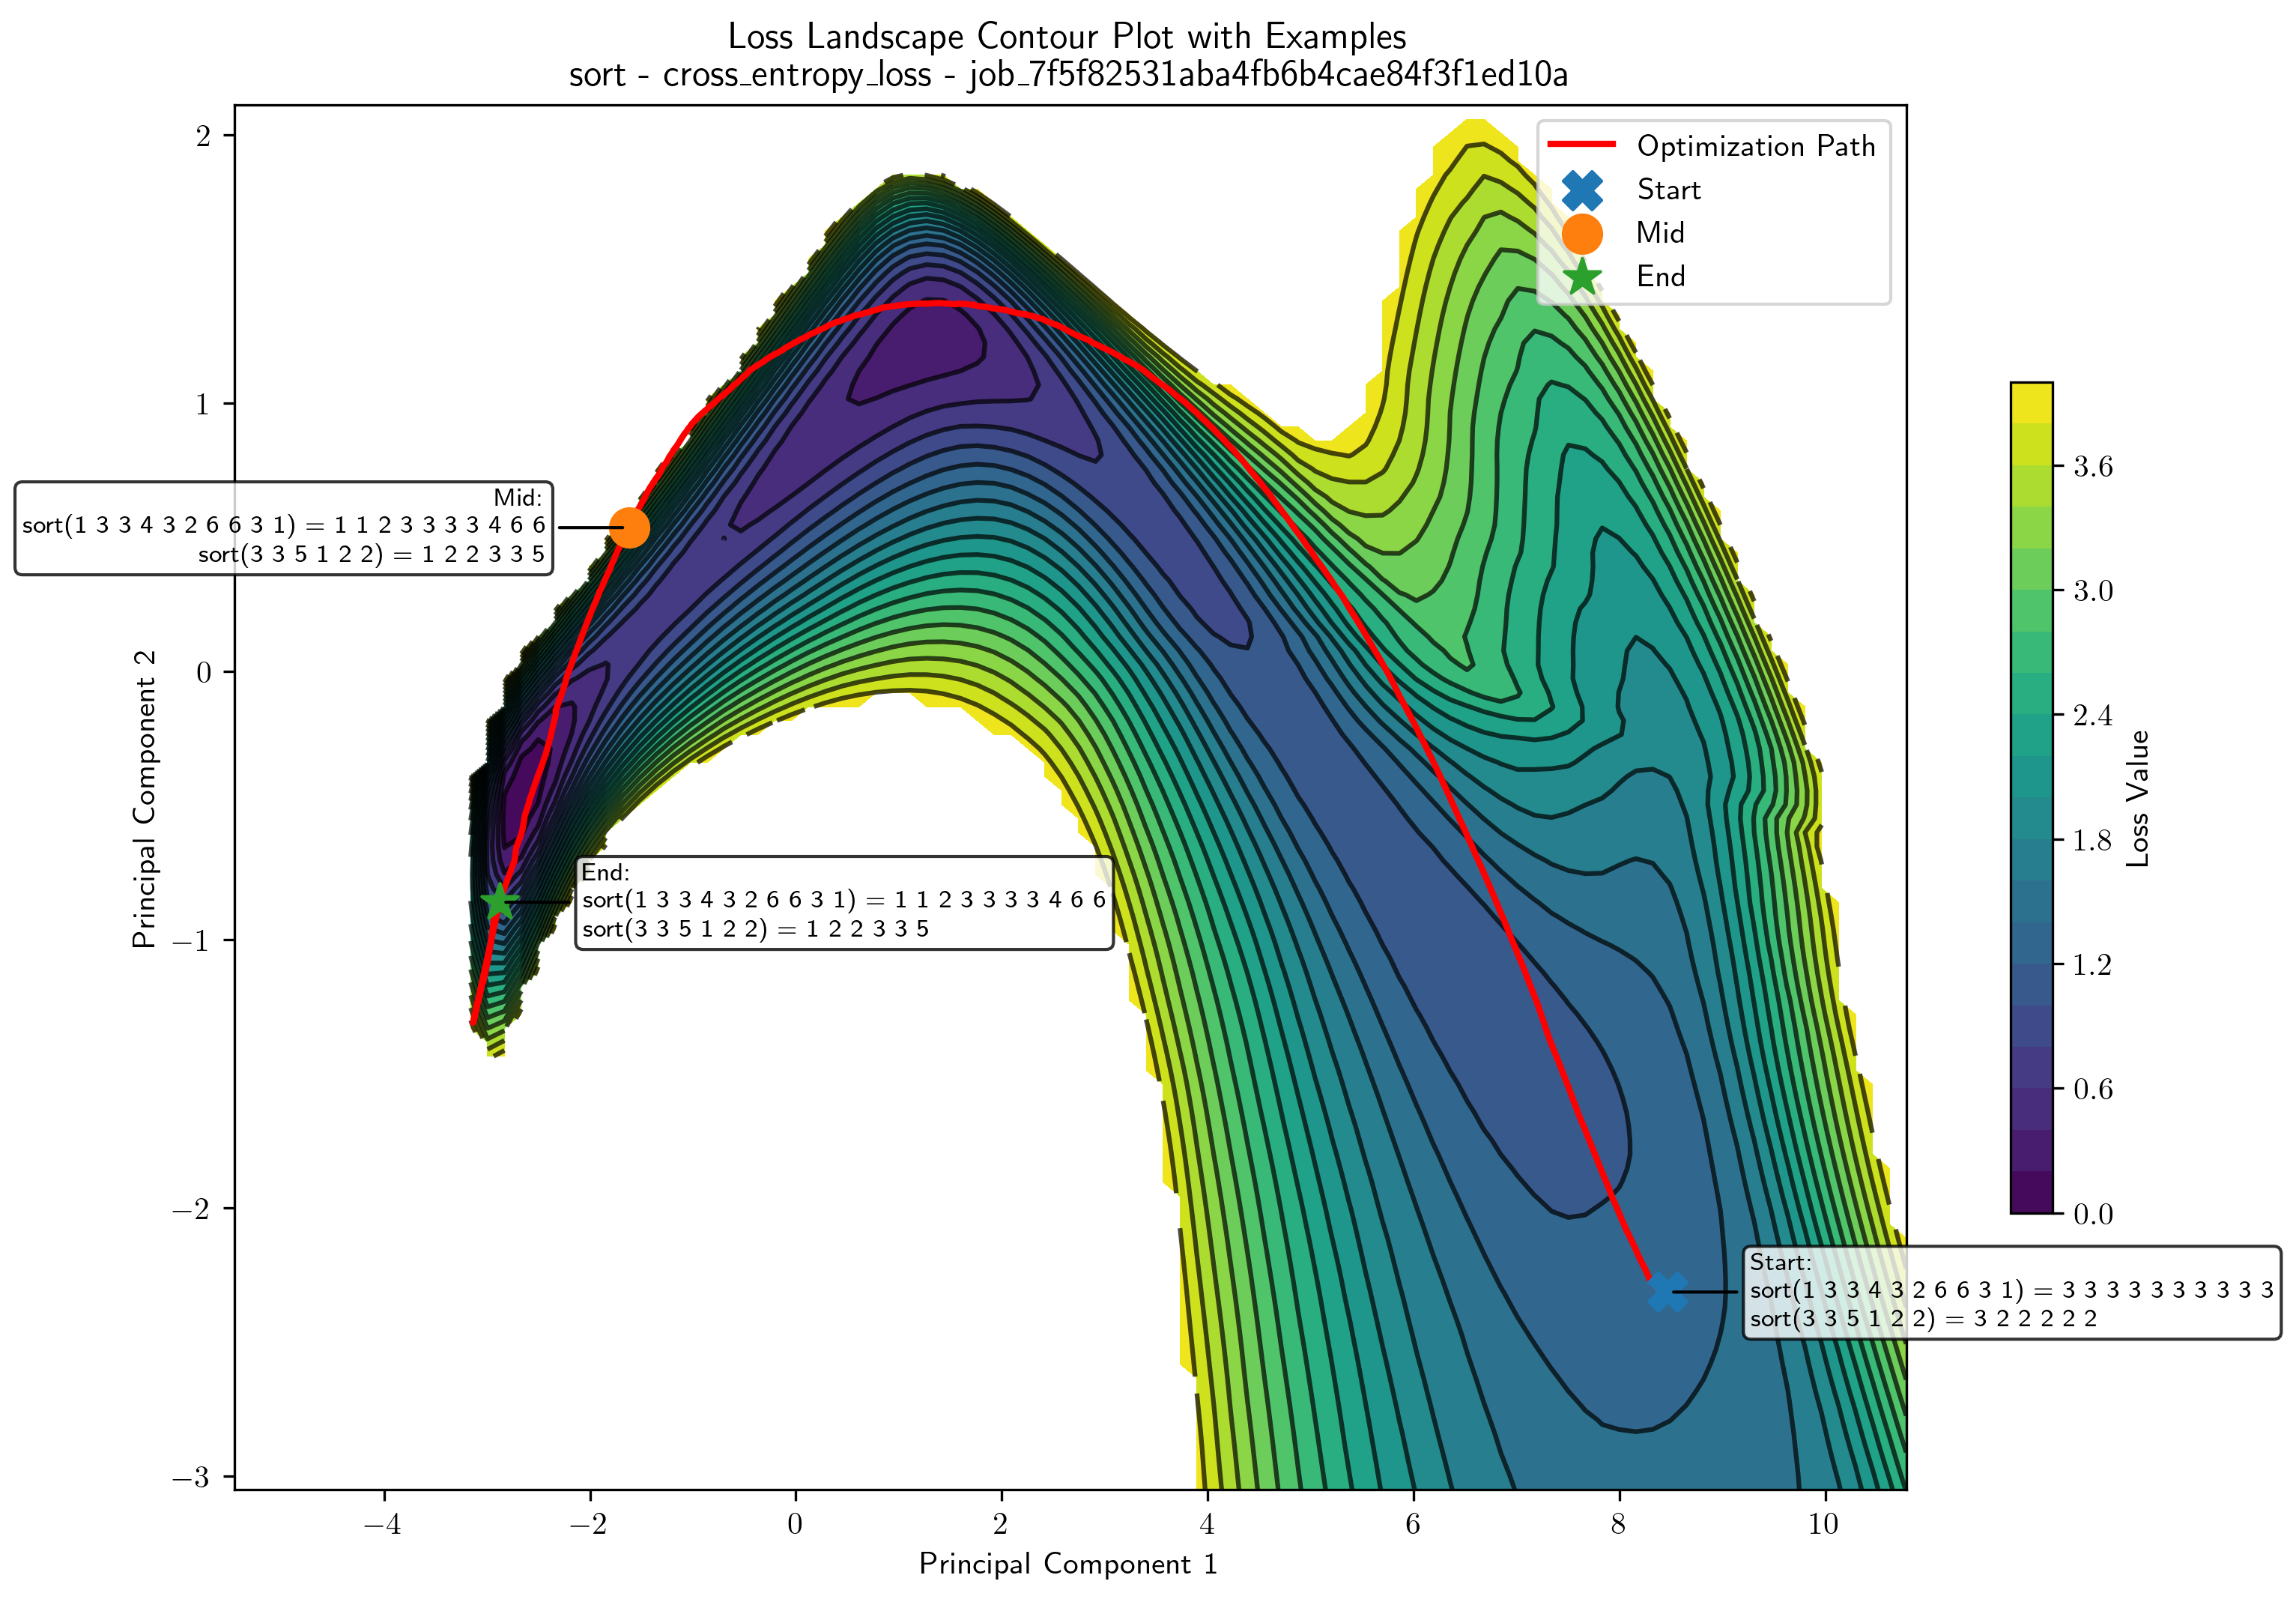 Loss Landscape Contour Plot with Examples
sort - cross_entropy_loss - job_7f5f82531aba4fb6b4cae84f3f1ed10a
Optimization Path
Start
Mid
End
Mid:
sort(1 3 3 4 3 2 6 6 3 1) = 1 1 2 3 3 3 3 4 6 6
sort(3 3 5 1 2 2) = 1 2 2 3 3 5
End:
sort(1 3 3 4 3 2 6 6 3 1) = 1 1 2 3 3 3 3 4 6 6
sort(3 3 5 1 2 2) = 1 2 2 3 3 5
Start:
sort(1 3 3 4 3 2 6 6 3 1) = 3 3 3 3 3 3 3 3 3 3
sort(3 3 5 1 2 2) = 3 2 2 2 2 2
2
1
0
−1
−2
−3
Principal Component 2
−4
−2
0
2
4
6
8
10
Principal Component 1
3.6
3.0
2.4
1.8
1.2
0.6
0.0
Loss Value